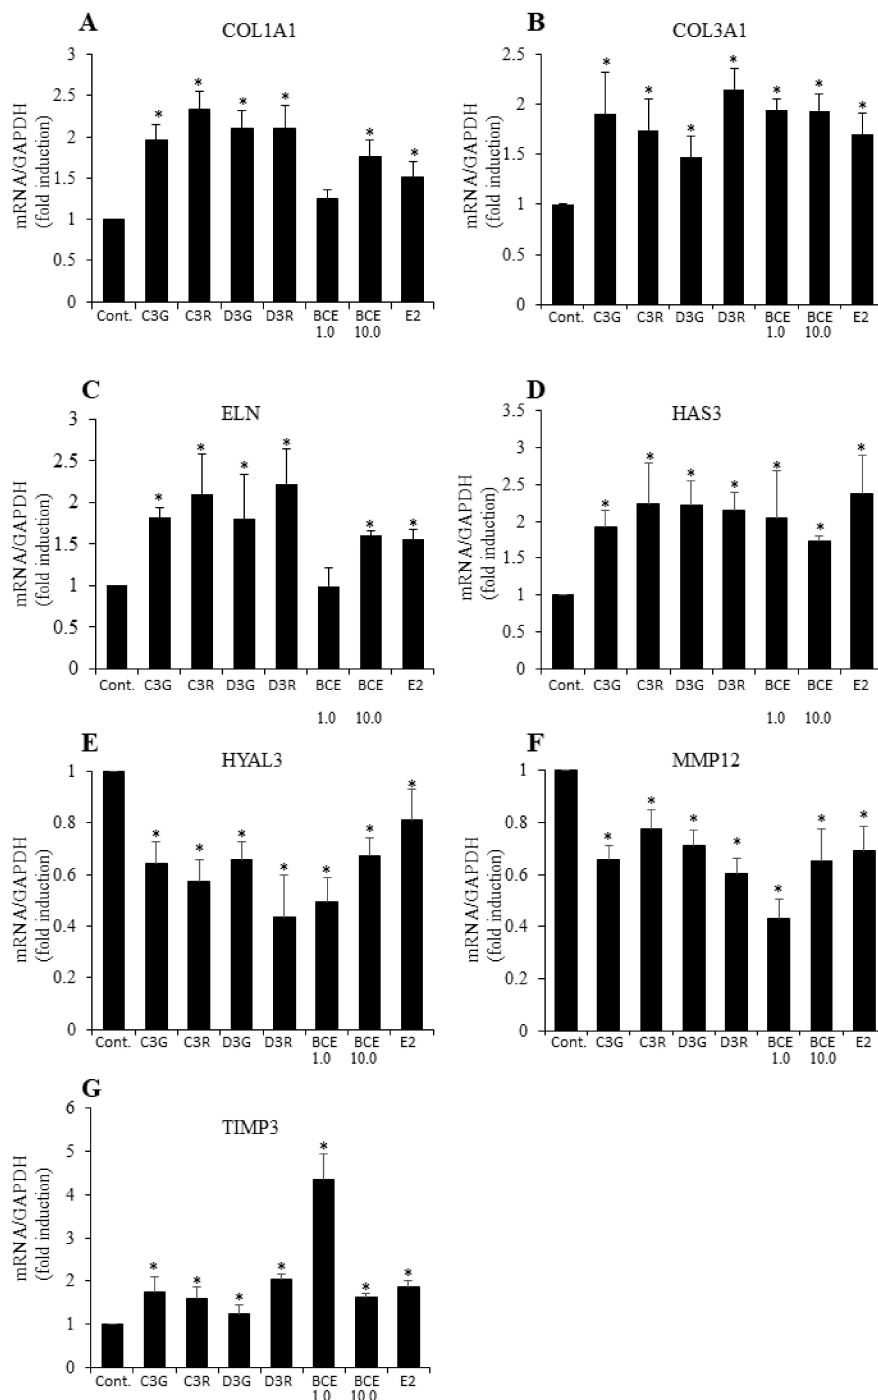 A
COL1A1
mRNA/GAPDH
(fold induction)
3
2.5
2
1.5
1
0.5
0
* * * * * *
Cont. C3G C3R D3G D3R BCE BCE E2
1.0 10.0
B
COL3A1
mRNA/GAPDH
(fold induction)
2.5
2
1.5
1
0.5
0
* * * * * * *
Cont. C3G C3R D3G D3R BCE BCE E2
1.0 10.0
C
ELN
mRNA/GAPDH
(fold induction)
3
2.5
2
1.5
1
0.5
0
* * * * * *
Cont. C3G C3R D3G D3R BCE BCE E2
1.0 10.0
D
HAS3
mRNA/GAPDH
(fold induction)
3.5
3
2.5
2
1.5
1
0.5
0
* * * * * * *
Cont. C3G C3R D3G D3R BCE BCE E2
1.0 10.0
E
HYAL3
mRNA/GAPDH
(fold induction)
1
0.8
0.6
0.4
0.2
0
* * * * * * *
Cont. C3G C3R D3G D3R BCE BCE E2
1.0 10.0
F
MMP12
mRNA/GAPDH
(fold induction)
1
0.8
0.6
0.4
0.2
0
* * * * * * *
Cont. C3G C3R D3G D3R BCE BCE E2
1.0 10.0
G
TIMP3
mRNA/GAPDH
(fold induction)
6
5
4
3
2
1
0
* * * * * * *
Cont. C3G C3R D3G D3R BCE BCE E2
1.0 10.0